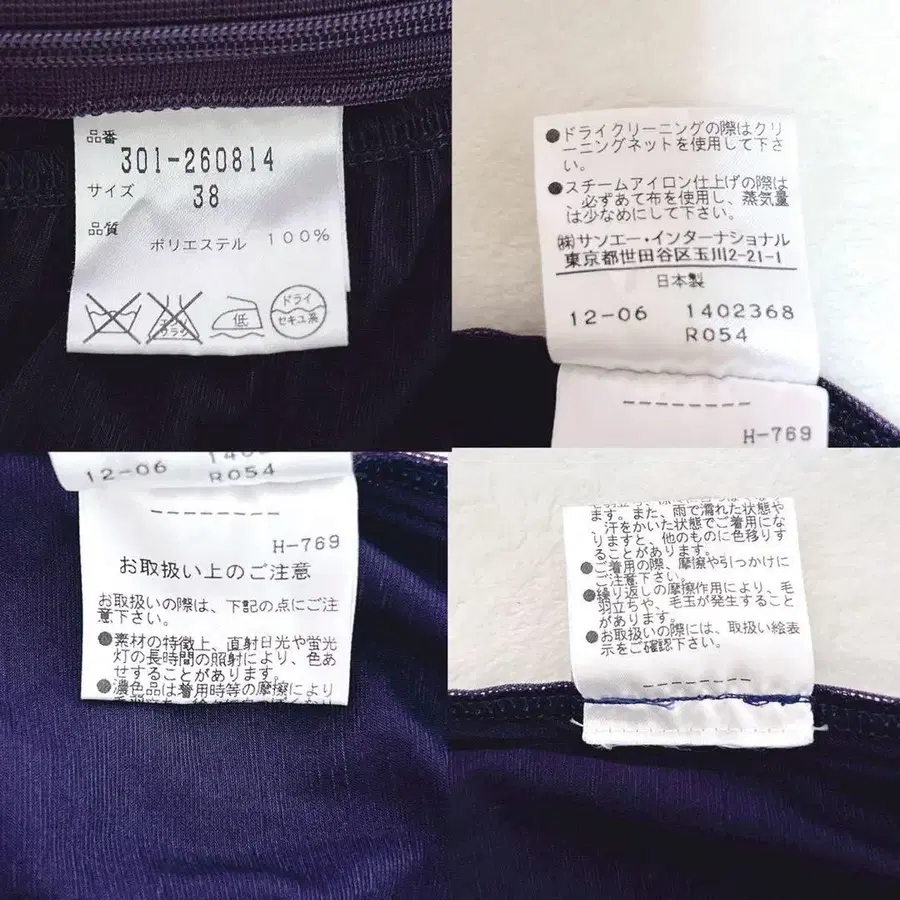 品番
301-260814
サイズ 38
品質
ポリエステル 100%
エンソ
サラシ
低
ドライ
セキユ系
●ドライクリーニングの際はクリ
ーニングネットを使用して下さ
い。
●スチームアイロン仕上げの際は
必ずあて布を使用し、蒸気量
は少なめにして下さい。
㈱サンエー・インターナショナル
東京都世田谷区玉川2-21-1
日本製
12-06 1402368
R054
H-769
12-06
R054
H-769
お取扱い上のご注意
お取扱いの際は、下記の点にご注
意下さい。
●素材の特徴上、直射日光や蛍光
灯の長時間の照射により、色あ
せすることがあります。
●濃色品は着用時等の摩擦により
ます。また、雨で濡れた状態や
汗をかいた状態でご着用にな
りますと、他のものに色移りす
ることがあります。
●ご着用の際、摩擦や引っかけに
ご注意下さい。
●繰り返しの摩擦作用により、毛
羽立ちや、毛玉が発生すること
があります。
●お取扱いの際には、取扱い絵表
示をご確認下さい。